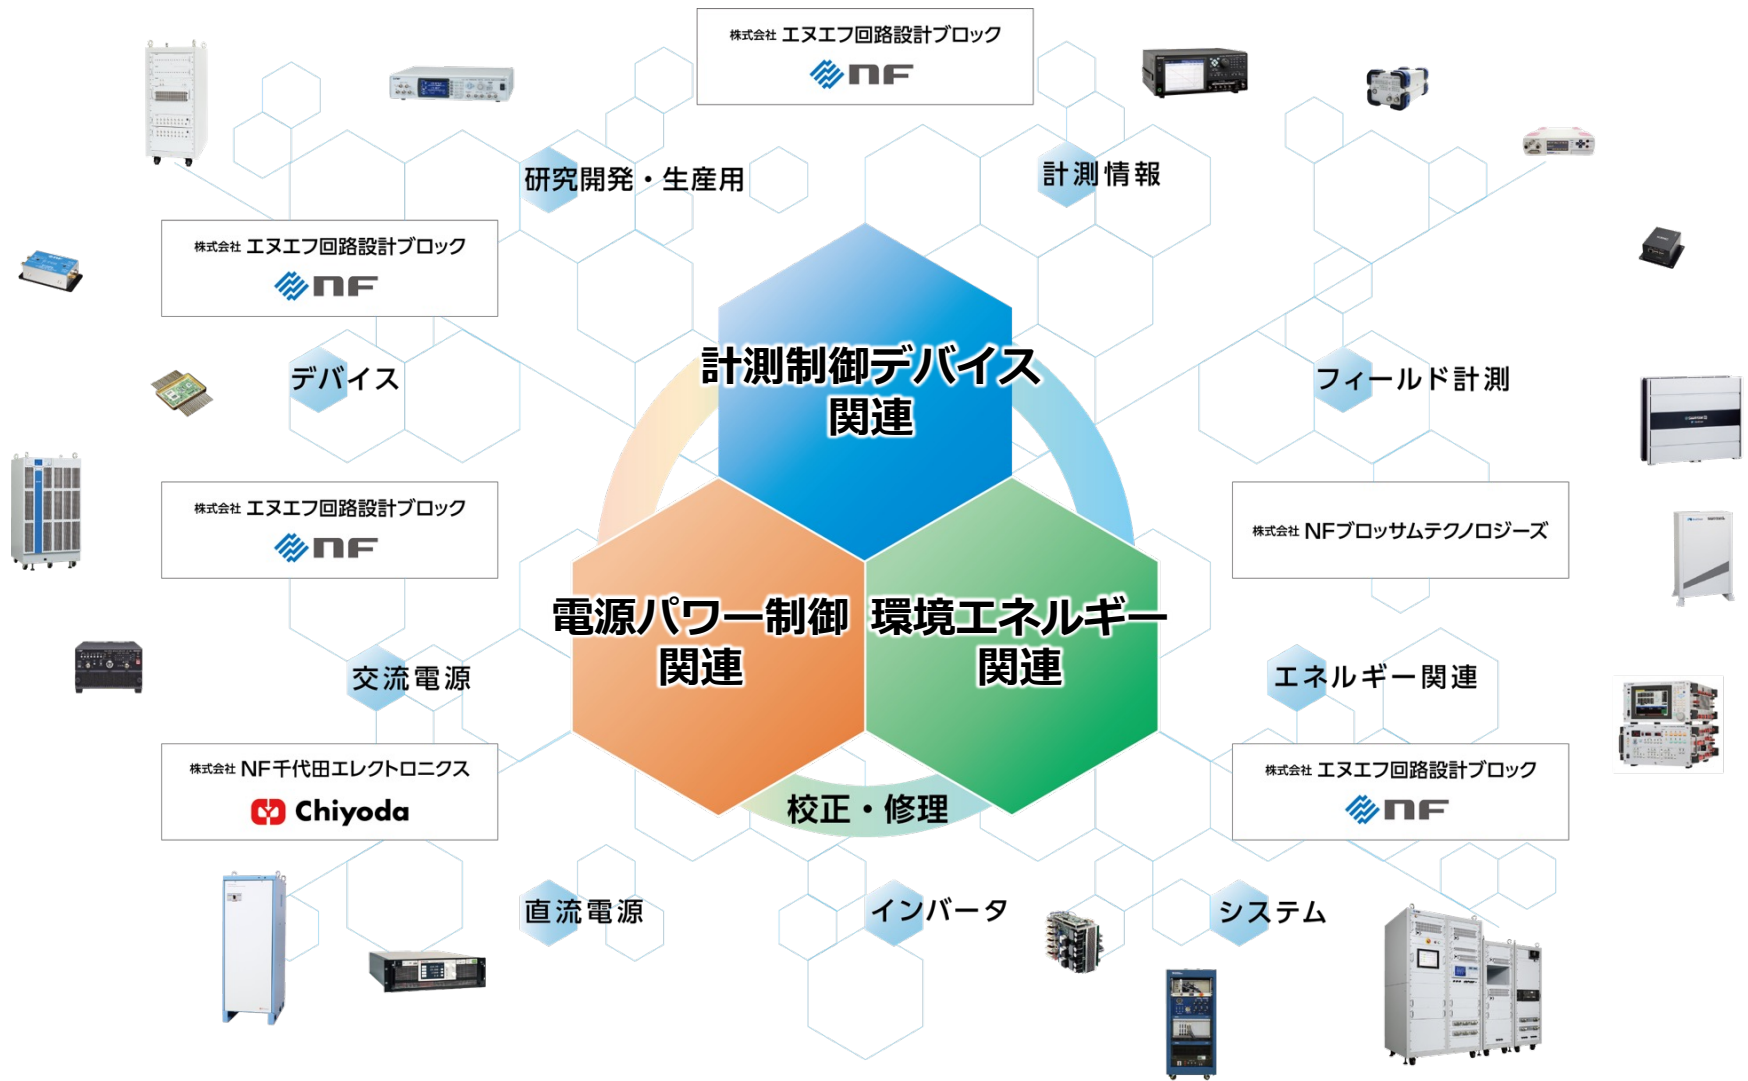 株式会社 エヌエフ回路設計ブロック
nF
研究開発・生産用
計測情報
株式会社 エヌエフ回路設計ブロック
nF
計測制御デバイス
関連
デバイス
フィールド計測
株式会社 エヌエフ回路設計ブロック
nF
株式会社 NFブロッサムテクノロジーズ
電源パワー制御
関連
環境エネルギー
関連
交流電源
エネルギー関連
株式会社 NF千代田エレクトロニクス
Chiyoda
校正・修理
株式会社 エヌエフ回路設計ブロック
nF
直流電源
インバータ
システム